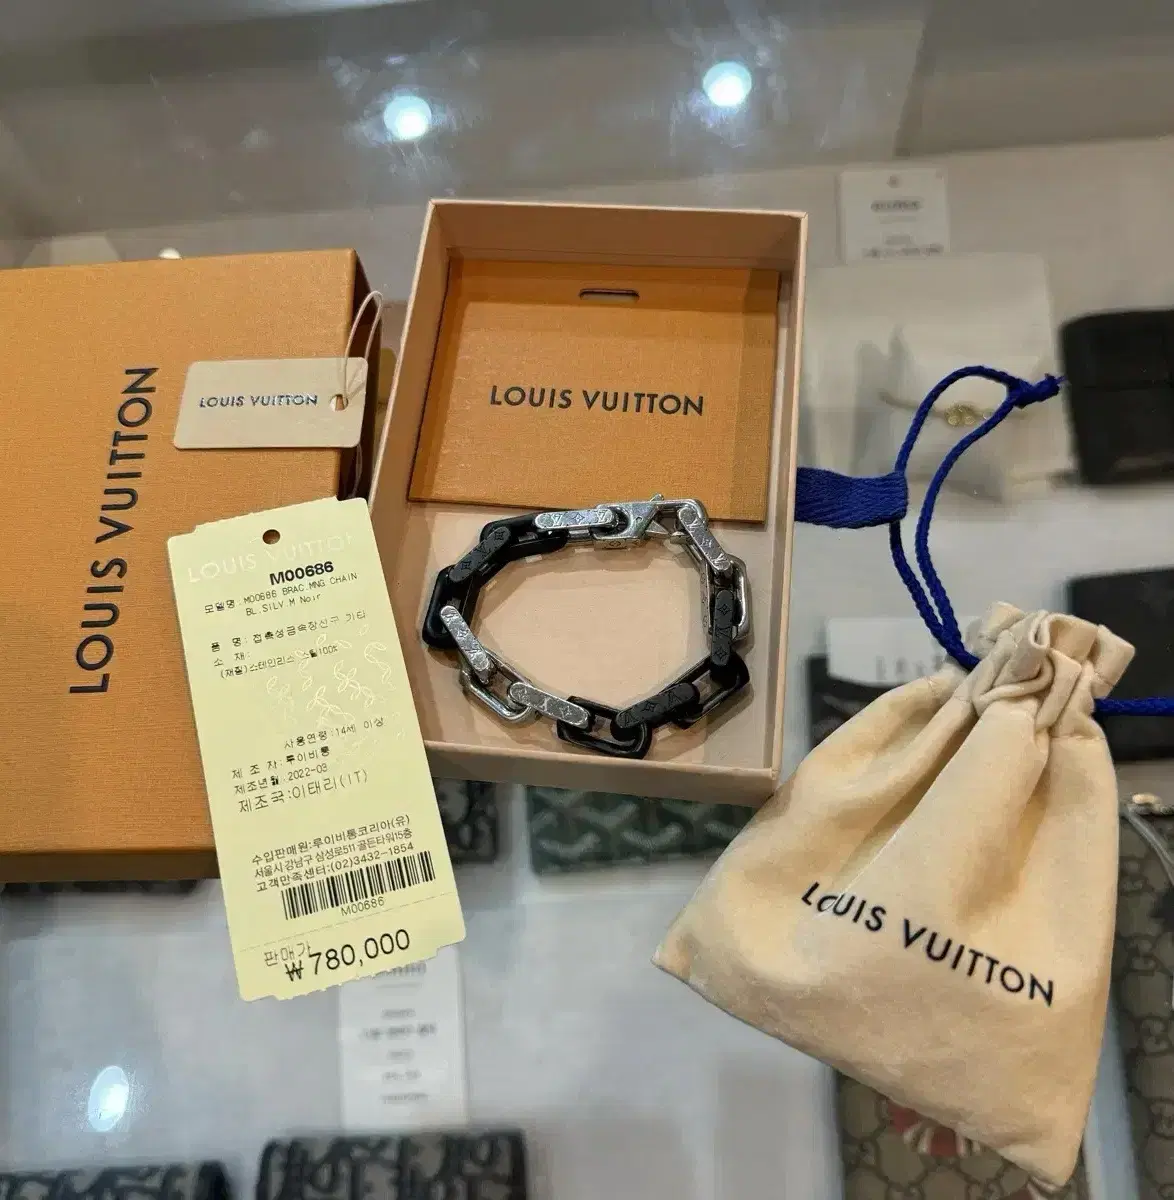 LOUIS VUITTON
LOUIS VUITTON
LOUIS VUITTON
LOUIS VUITTON
M00686
모델명: M00686 BRAC.MNG CHAIN
BL.SILV M Noir
품 명: 접촉성금속장신구 기타
소 재:
(재질)스테인리스 스틸100%
사용연령:14세 이상
제 조 자:루이비통
제조년월:2022-03
제조국:이태리(IT)
수입판매원:루이비통코리아(유)
서울시 강남구 삼성로511 골든타워15층
고객만족센터:(02)3432-1854
M00686
판매가
₩780,000
LOUIS VUITTON